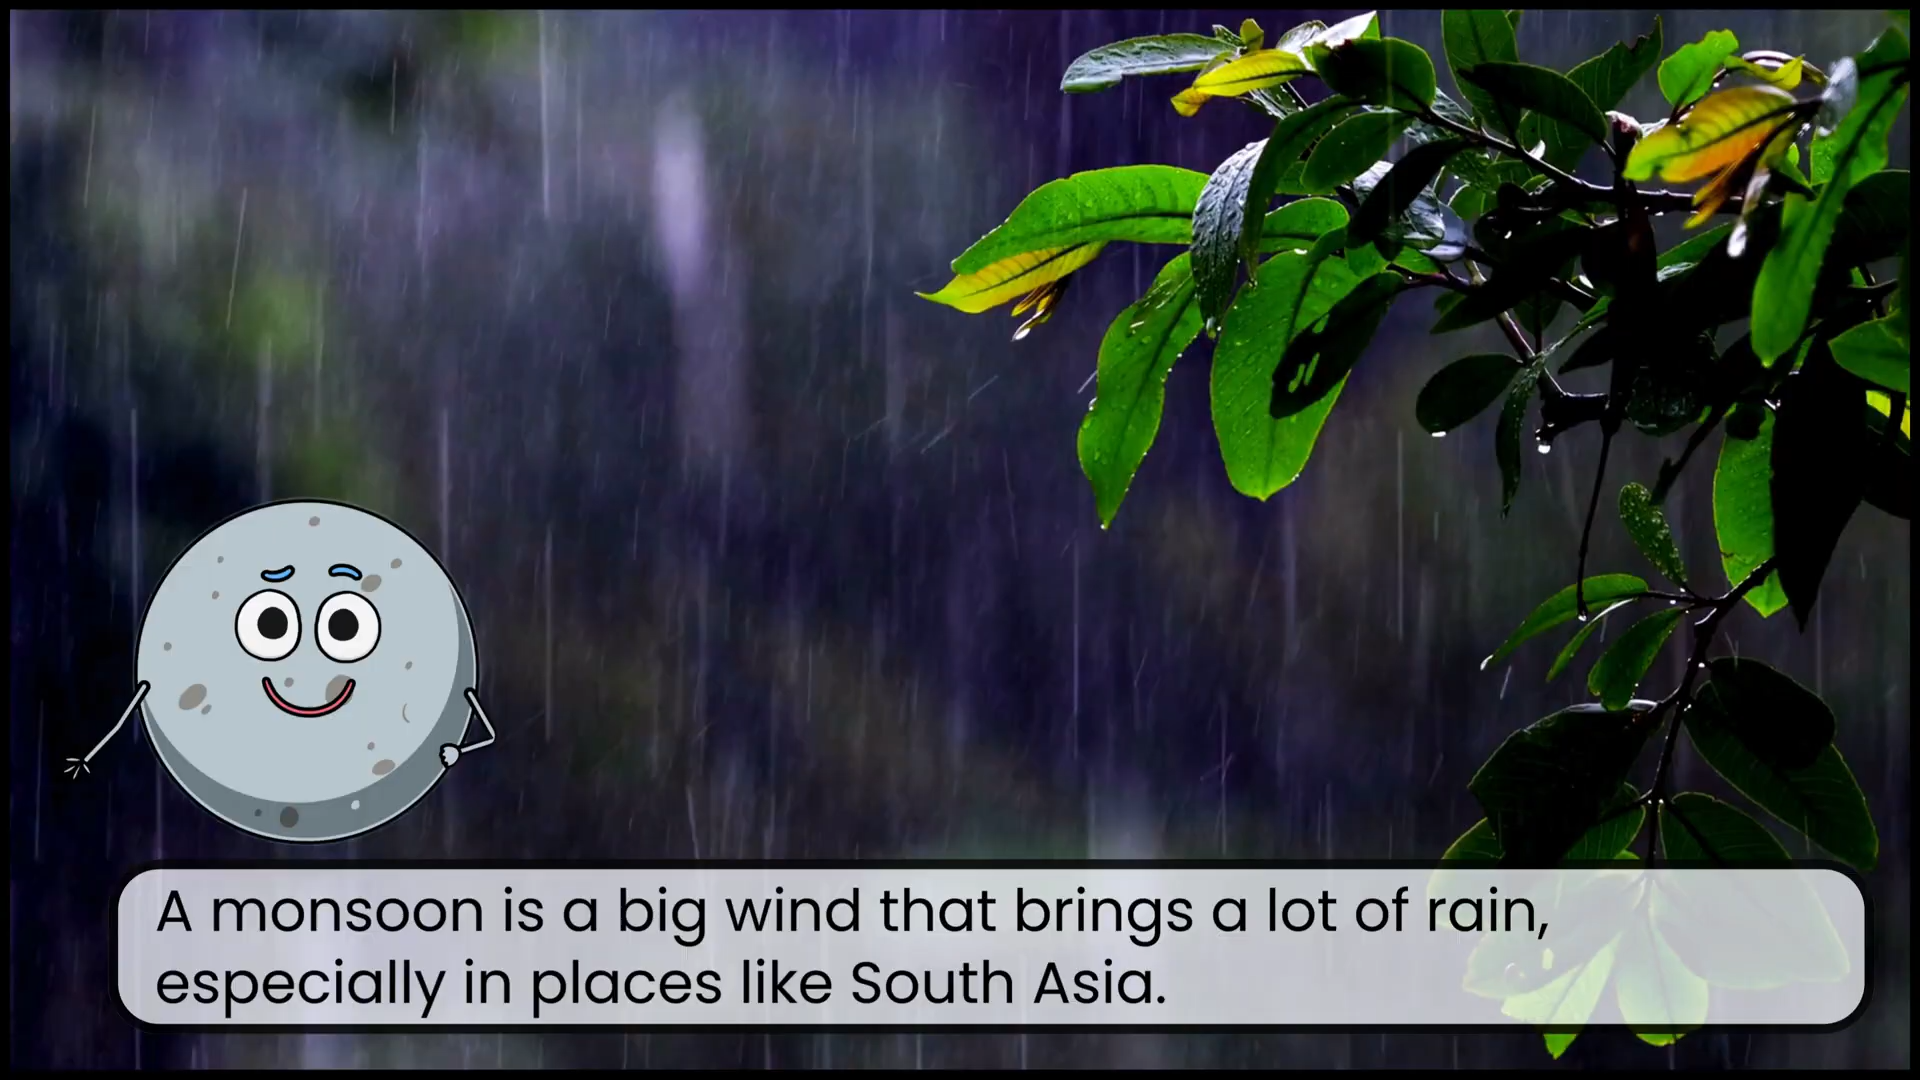 A monsoon is a big wind that brings a lot of rain,
especially in places like South Asia.